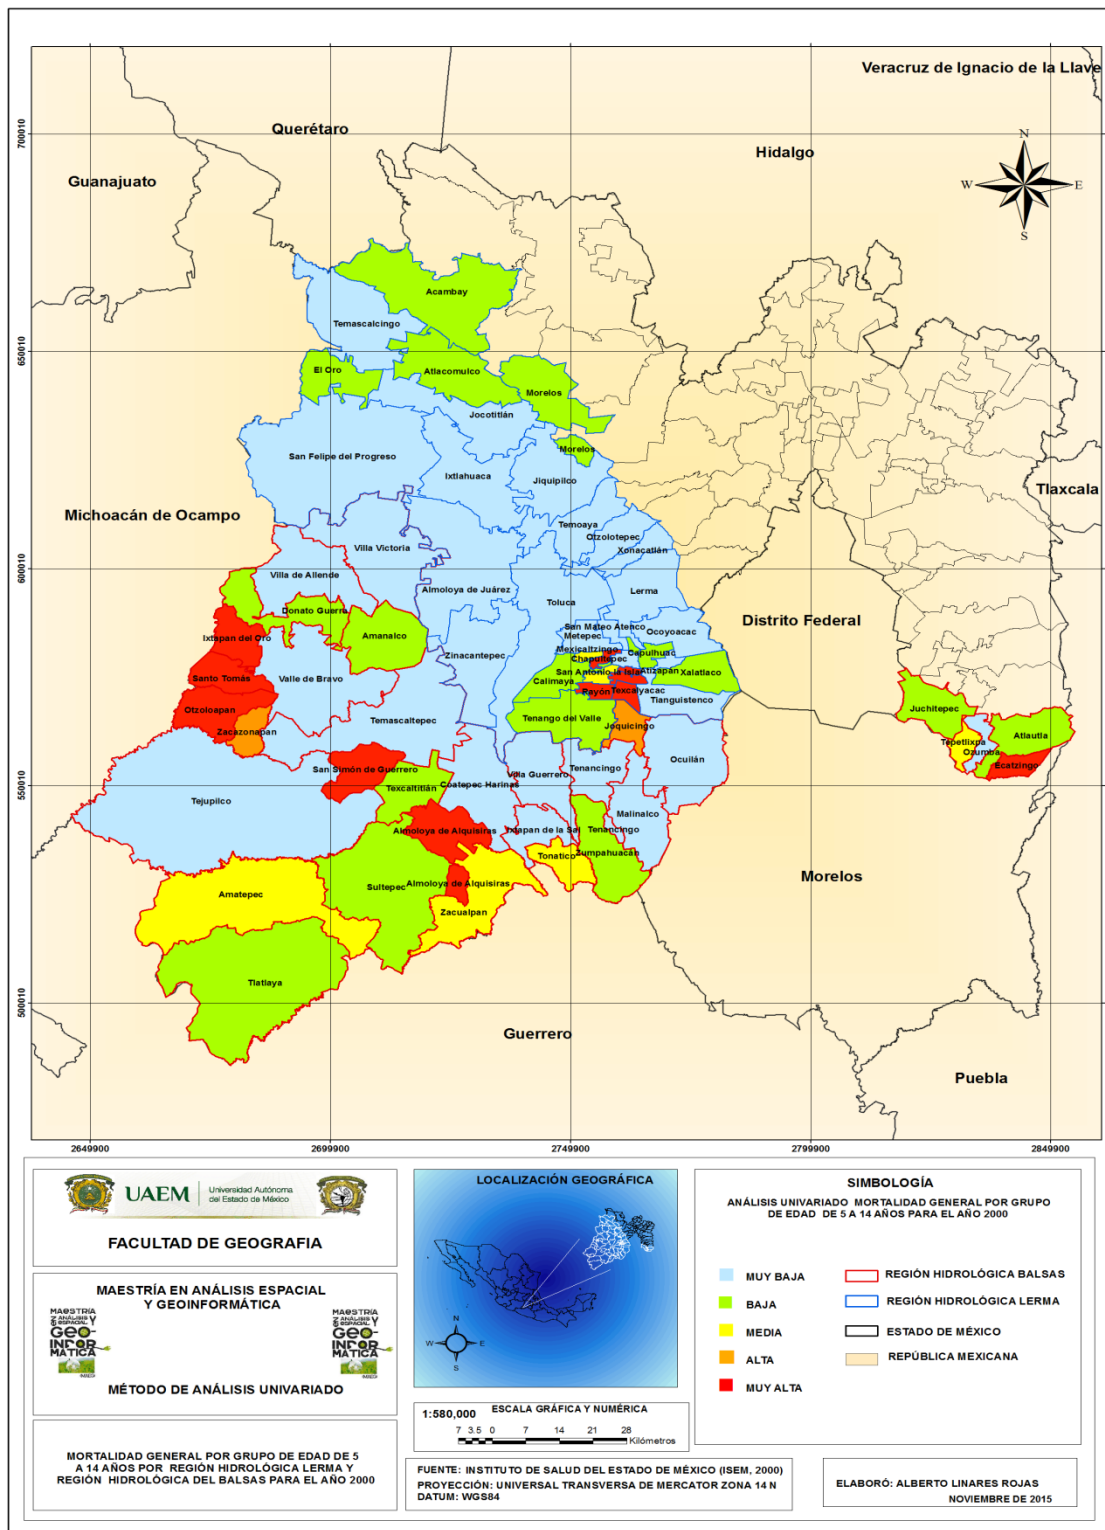 Veracruz de Ignacio de la Llave
Querétaro
Hidalgo
Guanajuato
N
W
E
S
Acambay
Temascalcingo
El Oro
Atlacomulco
Morelos
Jocotitlán
Morelos
San Felipe del Progreso
Ixtlahuaca
Jiquipilco
Tlaxcala
Michoacán de Ocampo
Temoaya
Otzolotepec
Villa Victoria
Xonacatlán
Villa de Allende
Almoloya de Juárez
Lerma
Toluca
Donato Guerra
Distrito Federal
Ixtapan del Oro
Amanalco
San Mateo Atenco
Ocoyoacac
Metepec
Zinacantepec
Mexicaltzingo
Capulhuac
Chapultepec
Santo Tomás
Valle de Bravo
San Antonio la Isla
Atizapán
Xalatlaco
Calimaya
Rayón
Texcalyacac
Tianguistenco
Otzoloapan
Juchitepec
Zacazonapan
Temascaltepec
Tenango del Valle
Joquicingo
Atlautla
Tepetlixpa
Ozumba
Ocuilán
Ecatzingo
San Simón de Guerrero
Villa Guerrero
Tenancingo
Texcaltitlán
Coatepec Harinas
Tejupilco
Malinalco
Almoloya de Alquisiras
Ixtapan de la Sal
Tenancingo
Tonatico
Zumpahuacán
Morelos
Amatepec
Sultepec
Almoloya de Alquisiras
Zacualpan
Tlatlaya
Guerrero
Puebla
700010
650010
600010
550010
500010
2649900
2699900
2749900
2799900
2849900
UAEM
Universidad Autónoma
del Estado de México
FACULTAD DE GEOGRAFIA
MAESTRÍA EN ANÁLISIS ESPACIAL
Y GEOINFORMÁTICA
MÉTODO DE ANÁLISIS UNIVARIADO
MORTALIDAD GENERAL POR GRUPO DE EDAD DE 5
A 14 AÑOS POR REGIÓN HIDROLÓGICA LERMA Y
REGIÓN HIDROLÓGICA DEL BALSAS PARA EL AÑO 2000
LOCALIZACIÓN GEOGRÁFICA
N
W
E
S
ESCALA GRÁFICA Y NUMÉRICA
1:580,000
7 3.5 0 7 14 21 28
Kilómetros
FUENTE: INSTITUTO DE SALUD DEL ESTADO DE MÉXICO (ISEM, 2000)
PROYECCIÓN: UNIVERSAL TRANSVERSA DE MERCATOR ZONA 14 N
DATUM: WGS84
SIMBOLOGÍA
ANÁLISIS UNIVARIADO MORTALIDAD GENERAL POR GRUPO
DE EDAD DE 5 A 14 AÑOS PARA EL AÑO 2000
MUY BAJA
BAJA
MEDIA
ALTA
MUY ALTA
REGIÓN HIDROLÓGICA BALSAS
REGIÓN HIDROLÓGICA LERMA
ESTADO DE MÉXICO
REPÚBLICA MEXICANA
ELABORÓ: ALBERTO LINARES ROJAS
NOVIEMBRE DE 2015